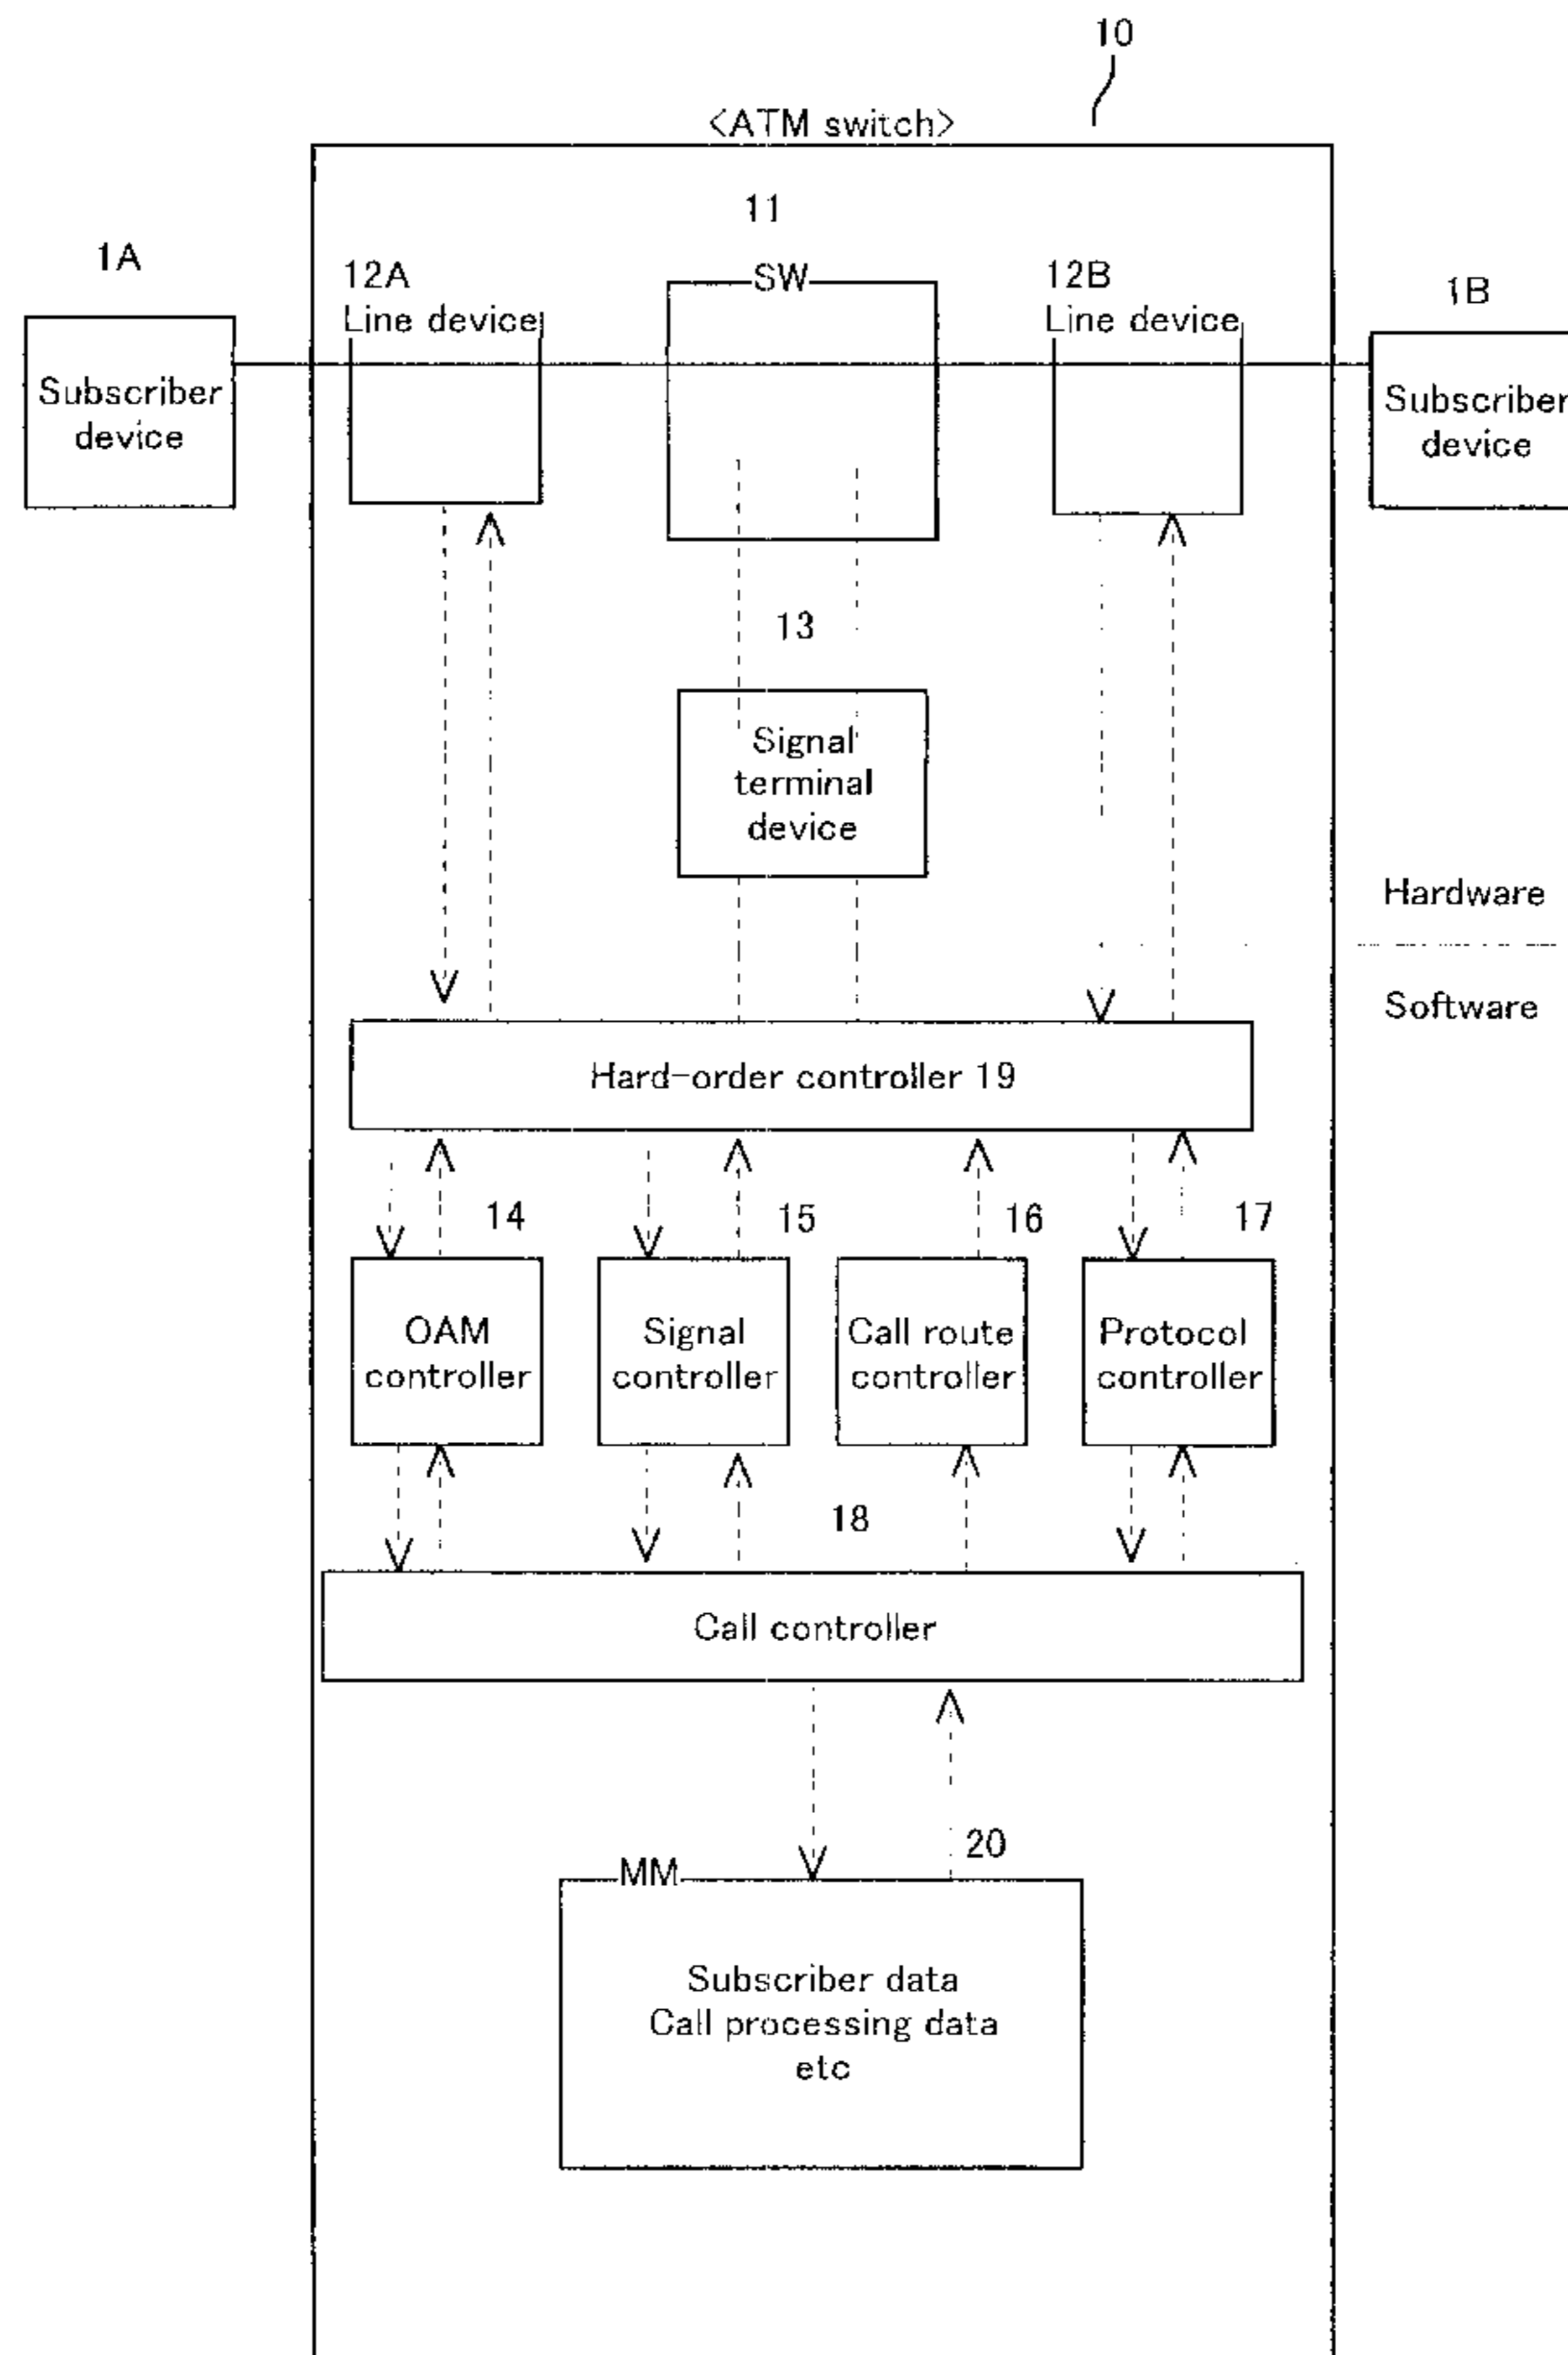 10
<ATM switch>
11
1A
12A
Line device
SW
12B
Line device
1B
Subscriber
device
Subscriber
device
13
Signal
terminal
device
Hardware
Software
Hard-order controller 19
14
15
16
17
OAM
controller
Signal
controller
Call route
controller
Protocol
controller
18
Call controller
20
MM
Subscriber data
Call processing data
etc